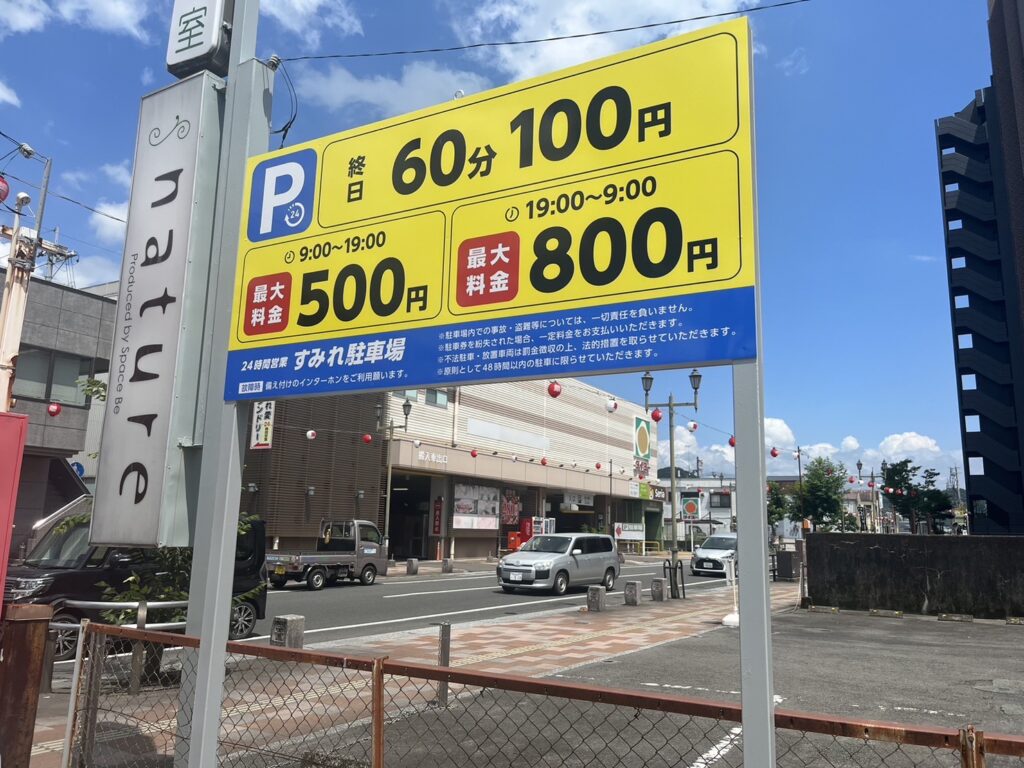 室
nature
Produced by Space Be
P
24
終日
60分 100円
9:00～19:00
最大料金
500円
19:00～9:00
最大料金
800円
24時間営業 すみれ駐車場
故障時 備え付けのインターホンをご利用願います。
※駐車場内での事故・盗難等については、一切責任を負いません。
※駐車券を紛失された場合、一定料金をお支払いいただきます。
※不法駐車・放置車両は罰金徴収の上、法的措置を取らせていただきます。
※原則として48時間以内の駐車に限らせていただきます。
搬入車出口
Seria